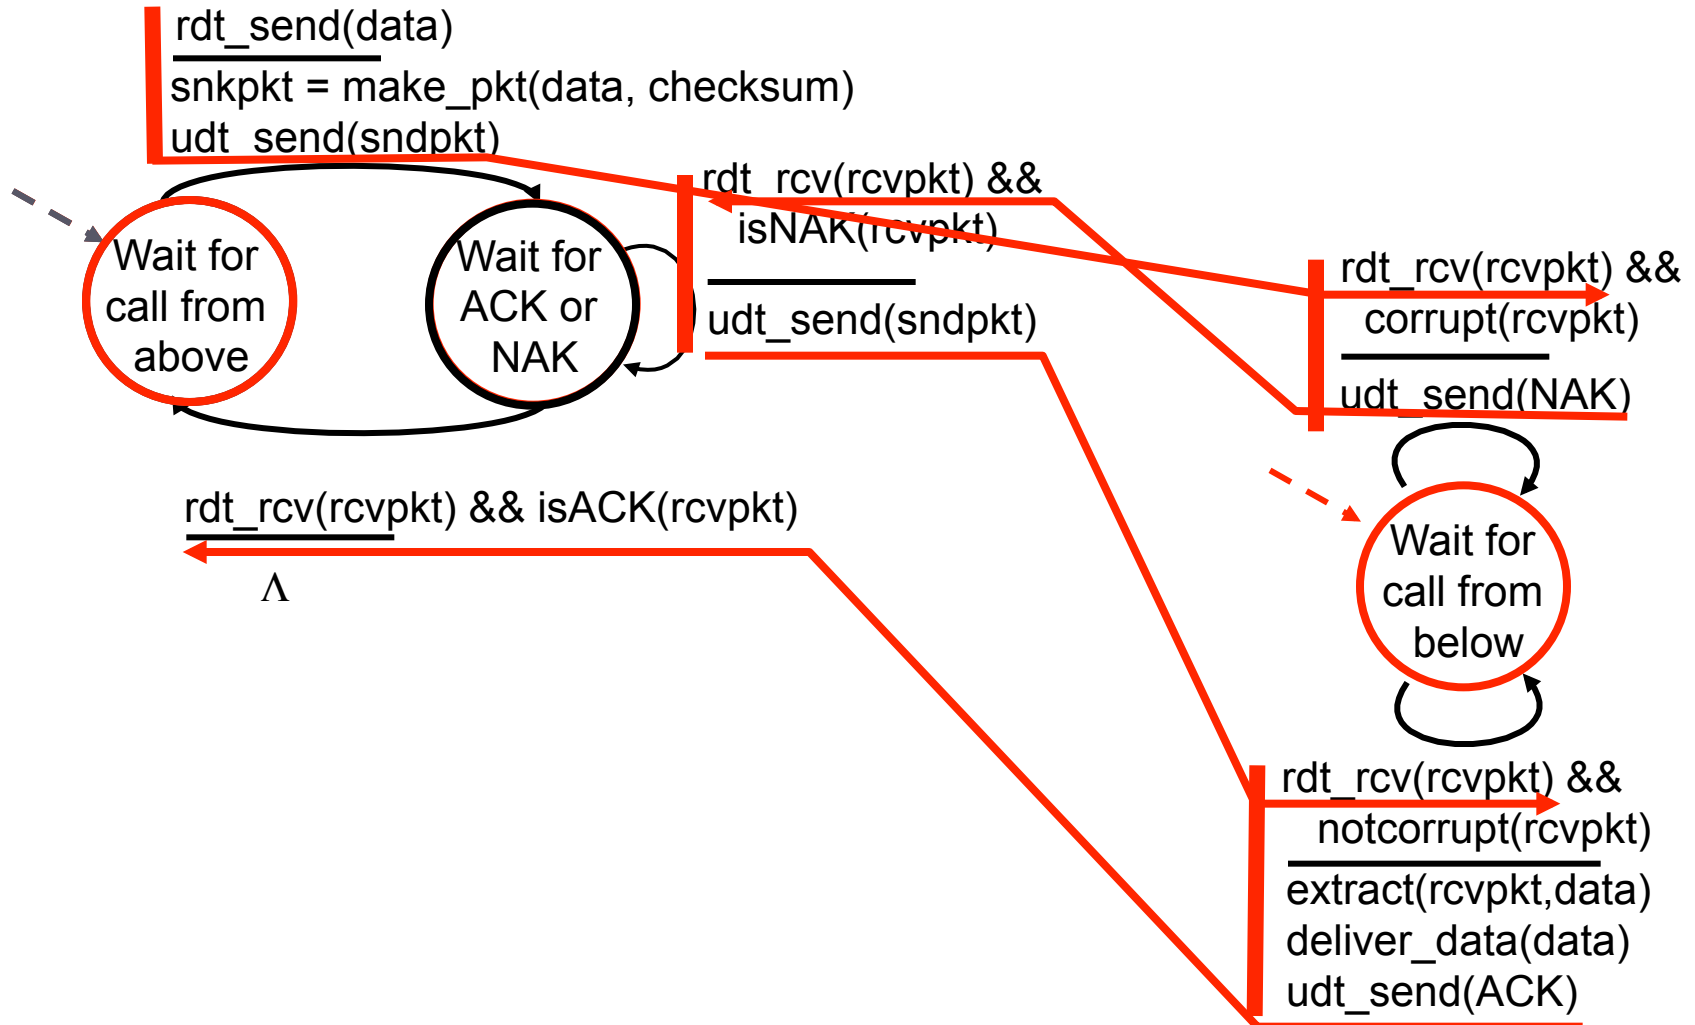 rdt_send(data)
snkpkt = make_pkt(data, checksum)
udt_send(sndpkt)
rdt_rcv(rcvpkt) &&
isNAK(rcvpkt)
udt_send(sndpkt)
Wait for
call from
above
Wait for
ACK or
NAK
rdt_rcv(rcvpkt) && isACK(rcvpkt)
Λ
rdt_rcv(rcvpkt) &&
corrupt(rcvpkt)
udt_send(NAK)
Wait for
call from
below
rdt_rcv(rcvpkt) &&
notcorrupt(rcvpkt)
extract(rcvpkt,data)
deliver_data(data)
udt_send(ACK)